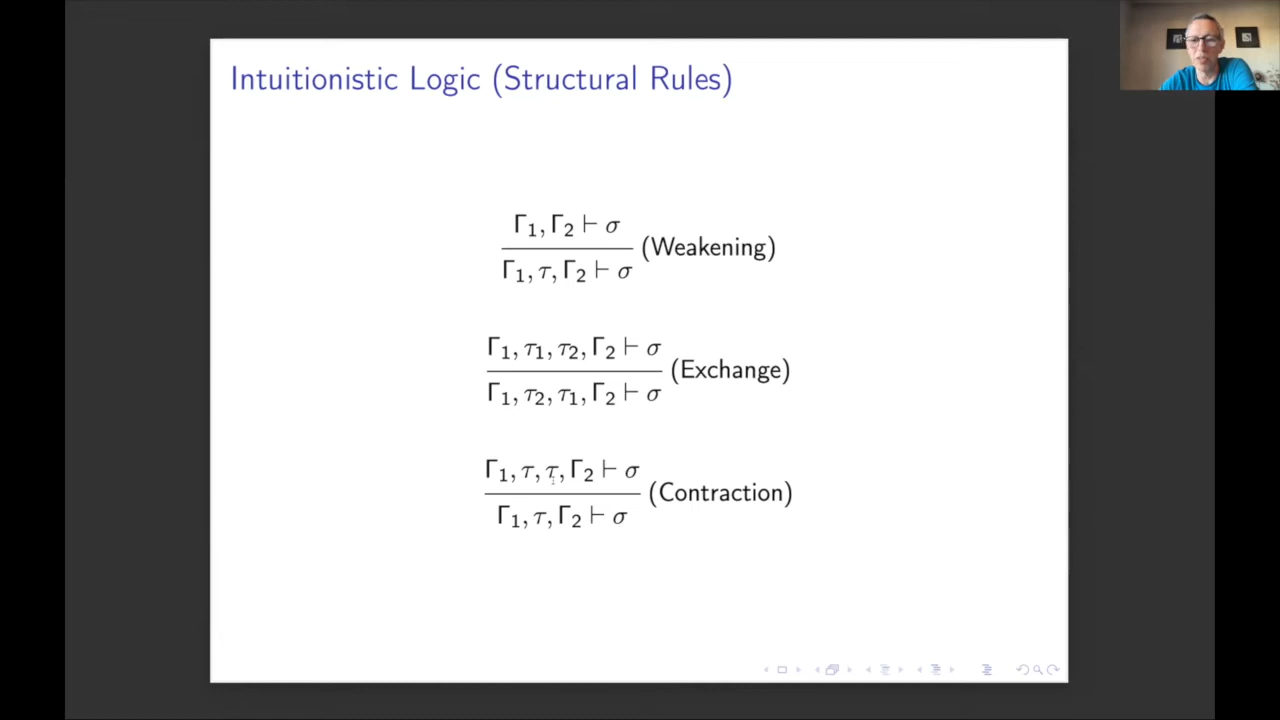 Intuitionistic Logic (Structural Rules)
Γ₁, Γ₂ ⊢ σ
(Weakening)
Γ₁, τ, Γ₂ ⊢ σ
Γ₁, τ₁, τ₂, Γ₂ ⊢ σ
(Exchange)
Γ₁, τ₂, τ₁, Γ₂ ⊢ σ
Γ₁, τ, τ, Γ₂ ⊢ σ
(Contraction)
Γ₁, τ, Γ₂ ⊢ σ